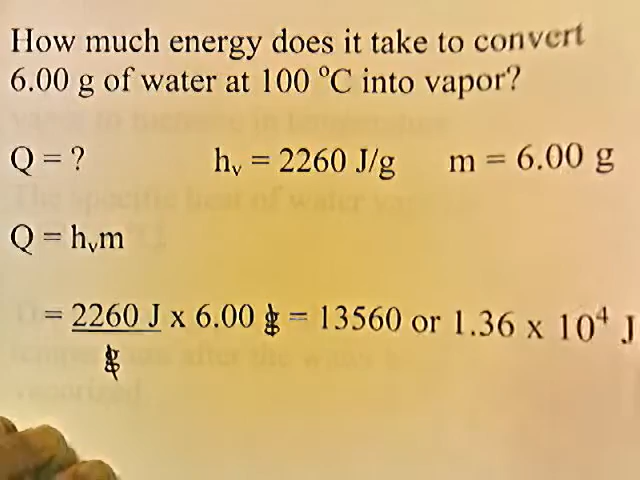 How much energy does it take to convert
6.00 g of water at 100 °C into vapor?
Q = ? hᵥ = 2260 J/g m = 6.00 g
Q = hᵥm
= 2260 J x 6.00 g = 13560 or 1.36 x 10⁴ J
g